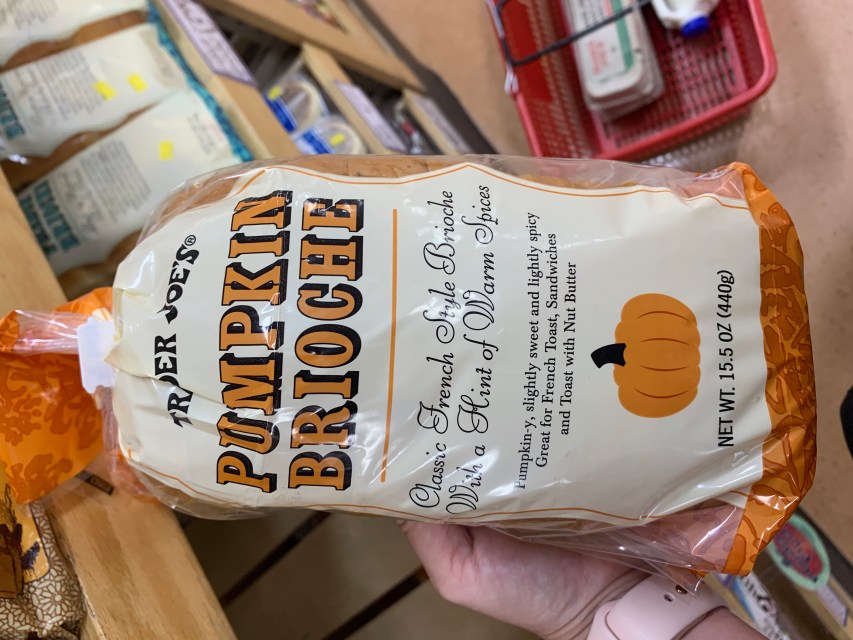 TRADER JOE'S®
PUMPKIN
BRIOCHE
Classic French Style Brioche
With a Hint of Warm Spices
Pumpkin-y, slightly sweet and lightly spicy
Great for French Toast, Sandwiches
and Toast with Nut Butter
NET WT. 15.5 OZ (440g)